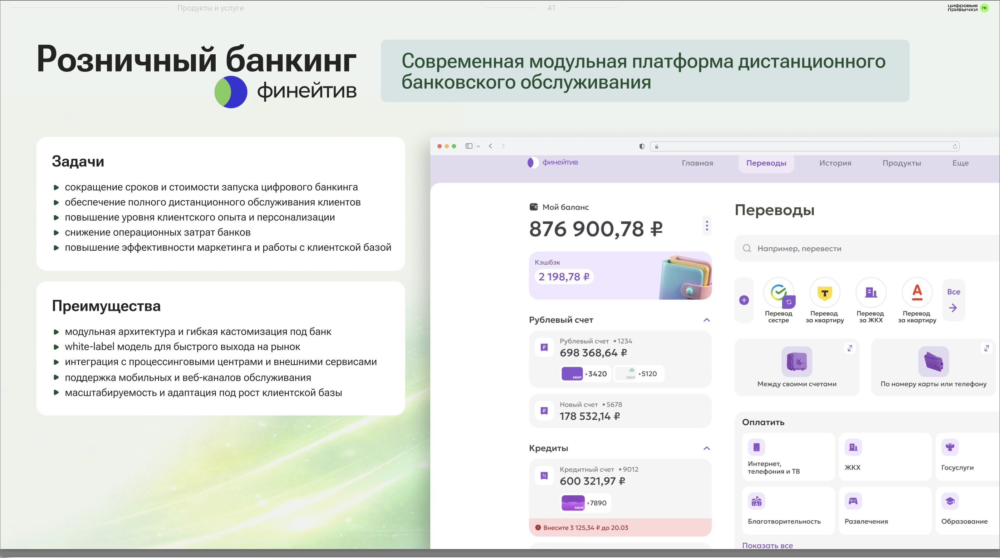 Продукты и услуги
41
цифровые
привычки
ГК
Розничный банкинг
финейтив
Современная модульная платформа дистанционного
банковского обслуживания
Задачи
сокращение сроков и стоимости запуска цифрового банкинга
обеспечение полного дистанционного обслуживания клиентов
повышение уровня клиентского опыта и персонализации
снижение операционных затрат банков
повышение эффективности маркетинга и работы с клиентской базой
Преимущества
модульная архитектура и гибкая кастомизация под банк
white-label модель для быстрого выхода на рынок
интеграция с процессинговыми центрами и внешними сервисами
поддержка мобильных и веб-каналов обслуживания
масштабируемость и адаптация под рост клиентской базы
финейтив
Главная
Переводы
История
Продукты
Еще
Мой баланс
876 900,78 ₽
Кэшбэк
2 198,78 ₽
Рублевый счет
Рублевый счет •1234
698 368,64 ₽
МИР *3420
МИР *5120
Новый счет •5678
178 532,14 ₽
Кредиты
Кредитный счет •9012
600 321,97 ₽
МИР *7890
Внесите 3 125,34 ₽ до 20.03
Переводы
Например, перевести
Перевод
сестре
Т
Перевод
за квартиру
Перевод
за ЖКХ
А
Перевод
за квартиру
Все
Между своими счетами
По номеру карты или телефону
Оплатить
Интернет,
телефония и ТВ
ЖКХ
Госуслуги
Благотворительность
Развлечения
Образование
Показать все